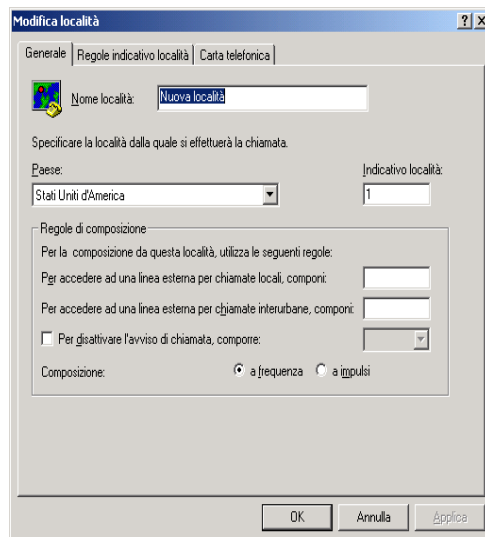 Modifica località
Generale Regole indicativo località Carta telefonica
Nome località: Nuova località
Specificare la località dalla quale si effettuerà la chiamata.
Paese: Indicativo località:
Stati Uniti d'America 1
Regole di composizione
Per la composizione da questa località, utilizza le seguenti regole:
Per accedere ad una linea esterna per chiamate locali, componi:
Per accedere ad una linea esterna per chiamate interurbane, componi:
Per disattivare l'avviso di chiamata, comporre:
Composizione: a frequenza a impulsi
OK Annulla Applica